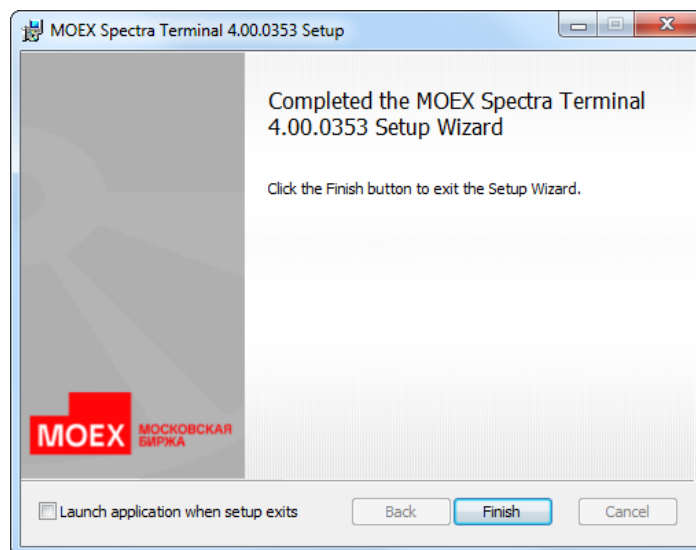 MOEX Spectra Terminal 4.00.0353 Setup
Completed the MOEX Spectra Terminal
4.00.0353 Setup Wizard
Click the Finish button to exit the Setup Wizard.
MOEX
МОСКОВСКАЯ
БИРЖА
Launch application when setup exits
Back
Finish
Cancel